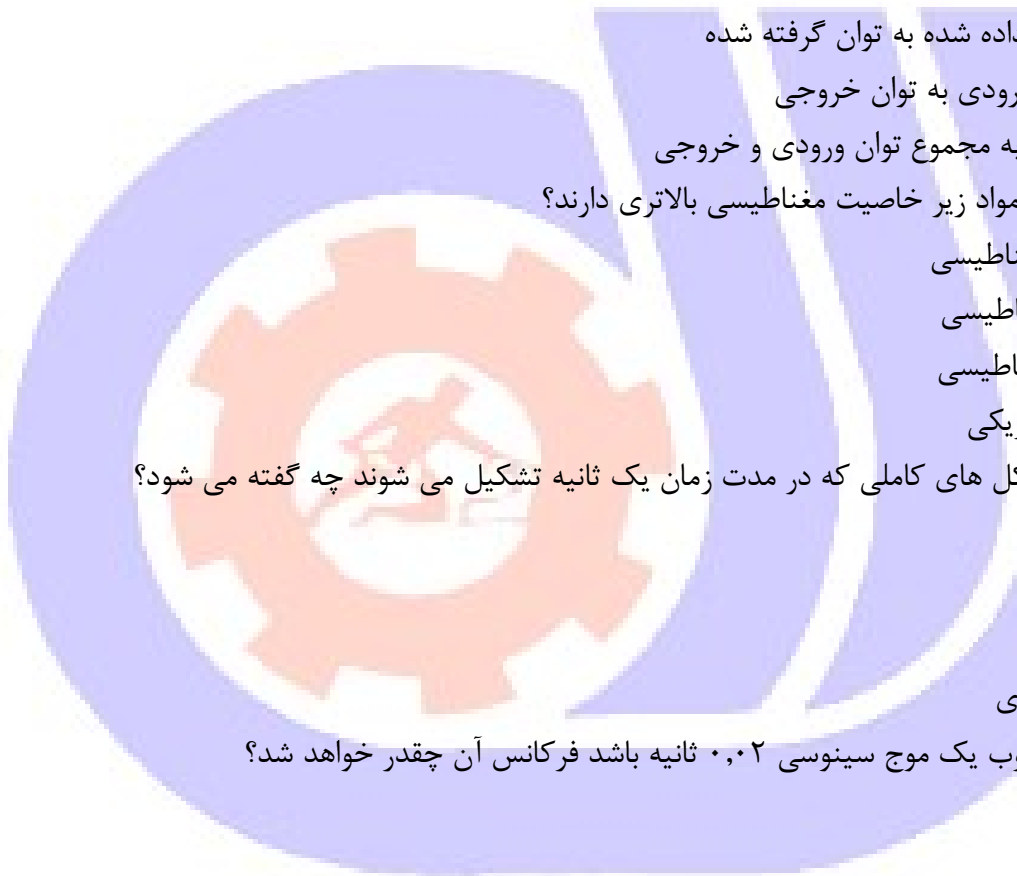 داده شده به توان گرفته شده
رودی به توان خروجی
به مجموع توان ورودی و خروجی
مواد زیر خاصیت مغناطیسی بالاتری دارند؟
ناطیسی
اطیسی
ناطیسی
ریکی
کل های کاملی که در مدت زمان یک ثانیه تشکیل می شوند چه گفته می شود؟
ی
وب یک موج سینوسی ۰,۰۲ ثانیه باشد فرکانس آن چقدر خواهد شد؟